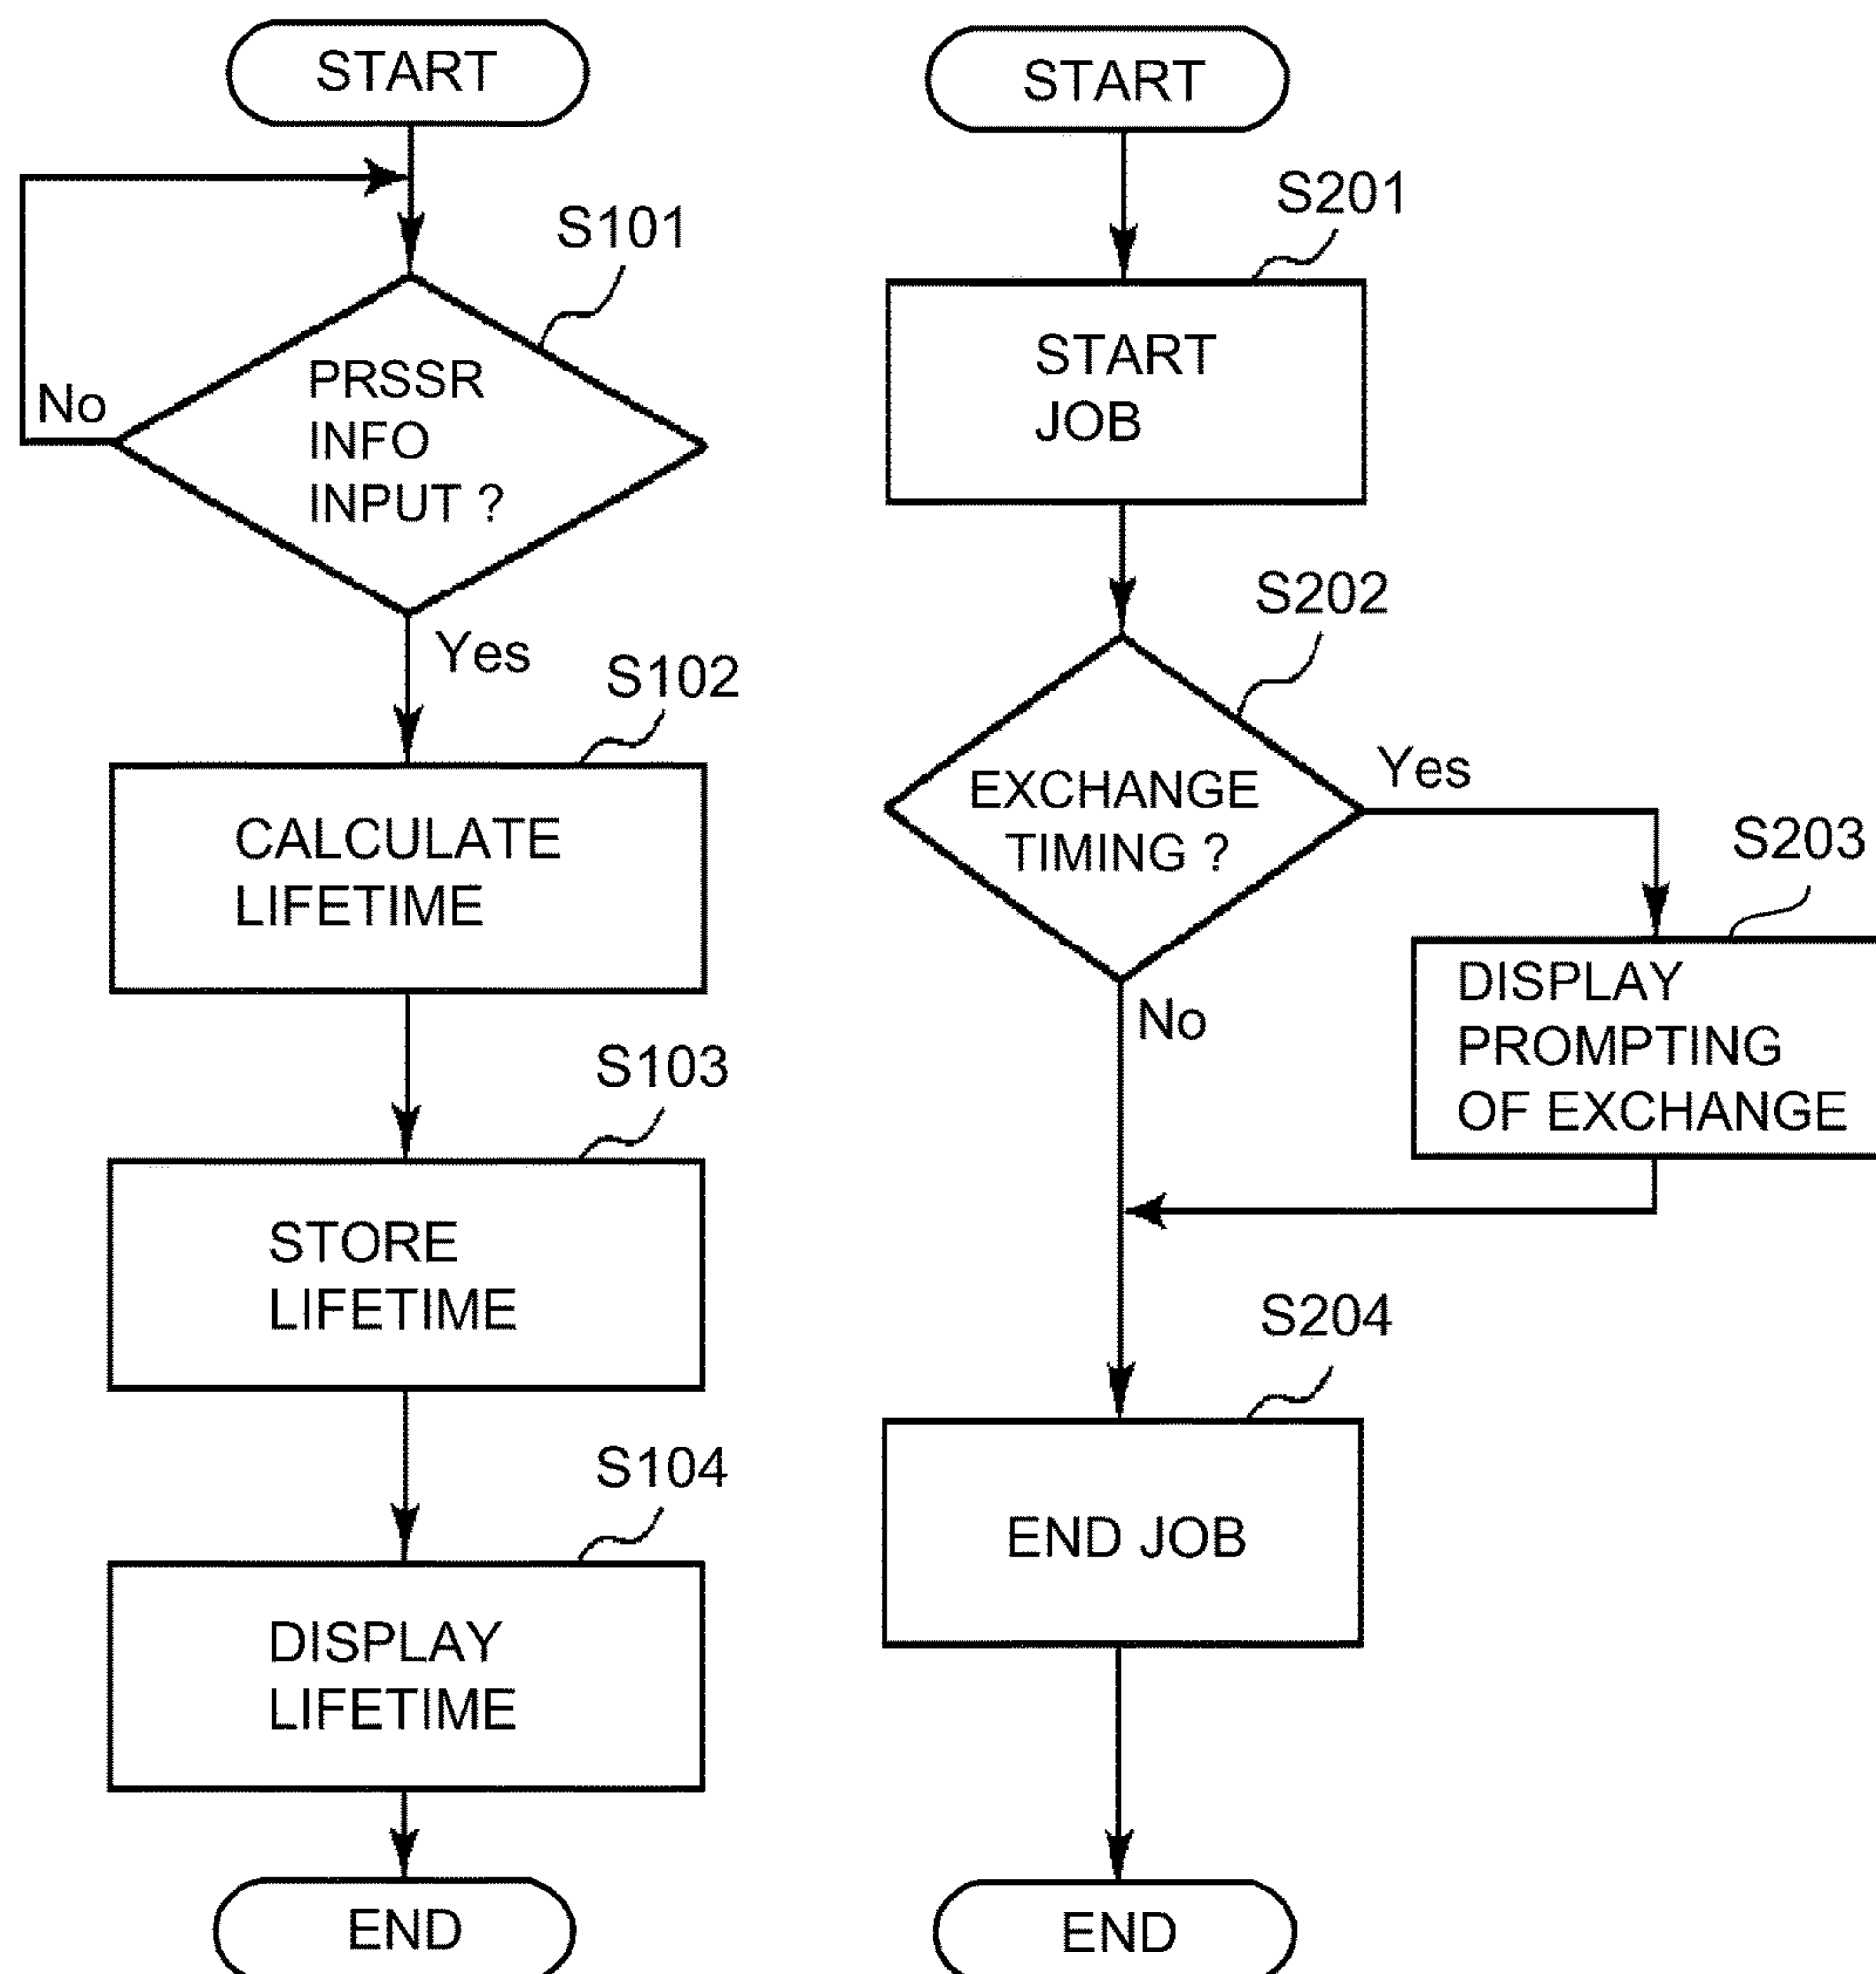 START
S101
PRSSR
INFO
INPUT ?
No
Yes
S102
CALCULATE
LIFETIME
S103
STORE
LIFETIME
S104
DISPLAY
LIFETIME
END
START
S201
START
JOB
S202
EXCHANGE
TIMING ?
Yes
No
S203
DISPLAY
PROMPTING
OF EXCHANGE
S204
END JOB
END